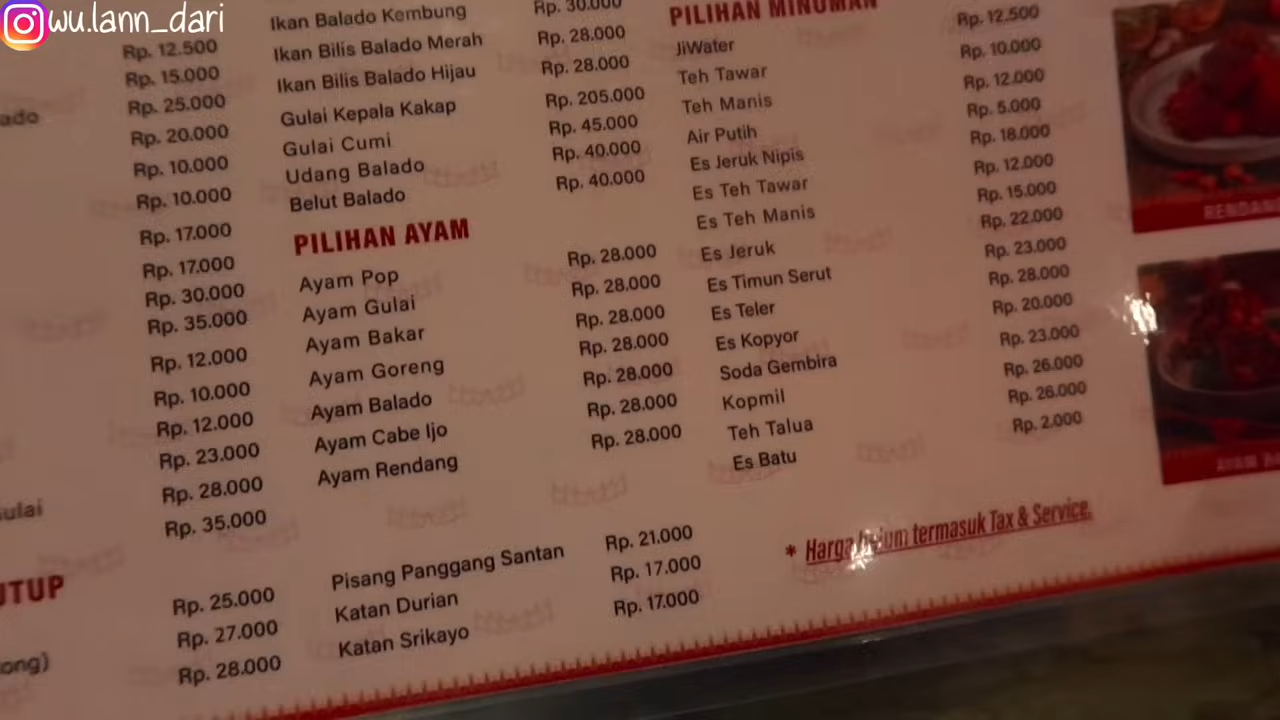 wu.lann_dari
Rp. 12.500
Rp. 15.000
Rp. 25.000
Rp. 20.000
Rp. 10.000
Rp. 10.000
Rp. 17.000
Rp. 17.000
Rp. 30.000
Rp. 35.000
Rp. 12.000
Rp. 10.000
Rp. 12.000
Rp. 23.000
Rp. 28.000
Rp. 35.000
Rp. 25.000
Rp. 27.000
Rp. 28.000
Ikan Balado Kembung Rp. 30.000
Ikan Bilis Balado Merah Rp. 28.000
Ikan Bilis Balado Hijau Rp. 28.000
Gulai Kepala Kakap Rp. 205.000
Gulai Cumi Rp. 45.000
Udang Balado Rp. 40.000
Belut Balado Rp. 40.000
PILIHAN AYAM
Ayam Pop Rp. 28.000
Ayam Gulai Rp. 28.000
Ayam Bakar Rp. 28.000
Ayam Goreng Rp. 28.000
Ayam Balado Rp. 28.000
Ayam Cabe Ijo Rp. 28.000
Ayam Rendang Rp. 28.000
Pisang Panggang Santan Rp. 21.000
Katan Durian Rp. 17.000
Katan Srikayo Rp. 17.000
PILIHAN MINUMAN
JiWater Rp. 12.500
Teh Tawar Rp. 10.000
Teh Manis Rp. 12.000
Air Putih Rp. 5.000
Es Jeruk Nipis Rp. 18.000
Es Teh Tawar Rp. 12.000
Es Teh Manis Rp. 15.000
Es Jeruk Rp. 22.000
Es Timun Serut Rp. 23.000
Es Teler Rp. 28.000
Es Kopyor Rp. 20.000
Soda Gembira Rp. 23.000
Kopmil Rp. 26.000
Teh Talua Rp. 26.000
Es Batu Rp. 2.000
* Harga belum termasuk Tax & Service.